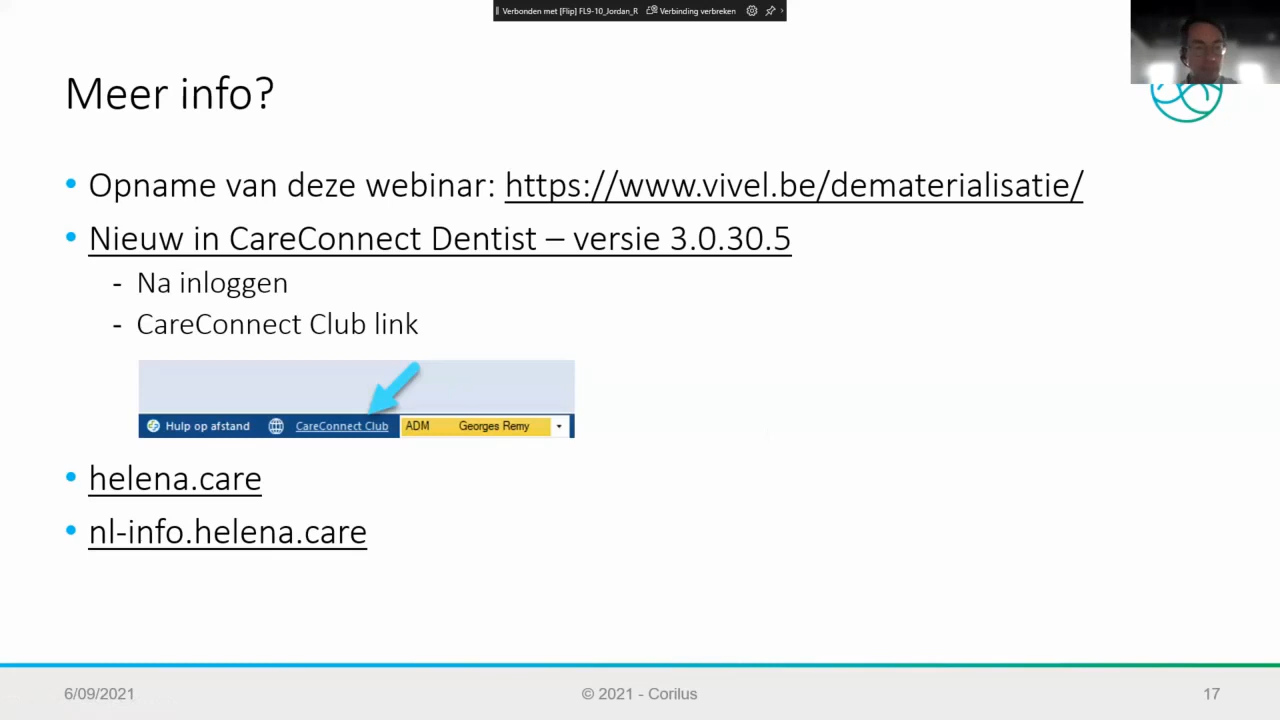 Verbonden met [Flip] FL9-10_Jordan_R Verbinding verbreken
Meer info?
• Opname van deze webinar: https://www.vivel.be/dematerialisatie/
• Nieuw in CareConnect Dentist – versie 3.0.30.5
- Na inloggen
- CareConnect Club link
Hulp op afstand CareConnect Club ADM Georges Remy
• helena.care
• nl-info.helena.care
6/09/2021 © 2021 - Corilus 17